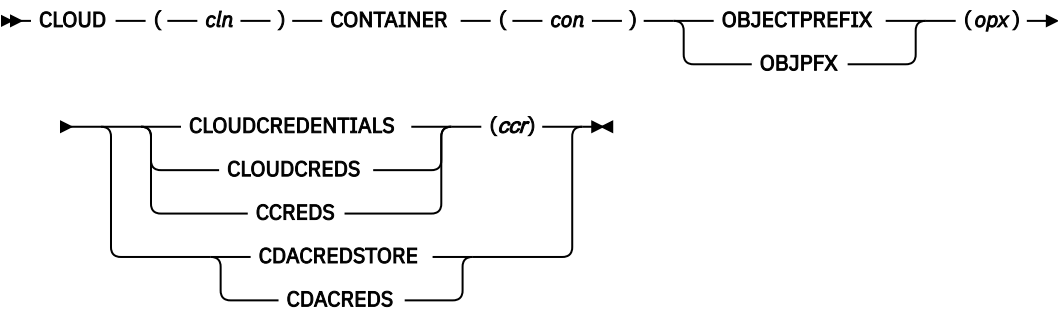 CLOUD ( cln ) CONTAINER ( con ) OBJECTPREFIX (opx)
OBJPFX
CLOUDCREDENTIALS (ccr)
CLOUDCREDS
CCREDS
CDACREDSTORE
CDACREDS